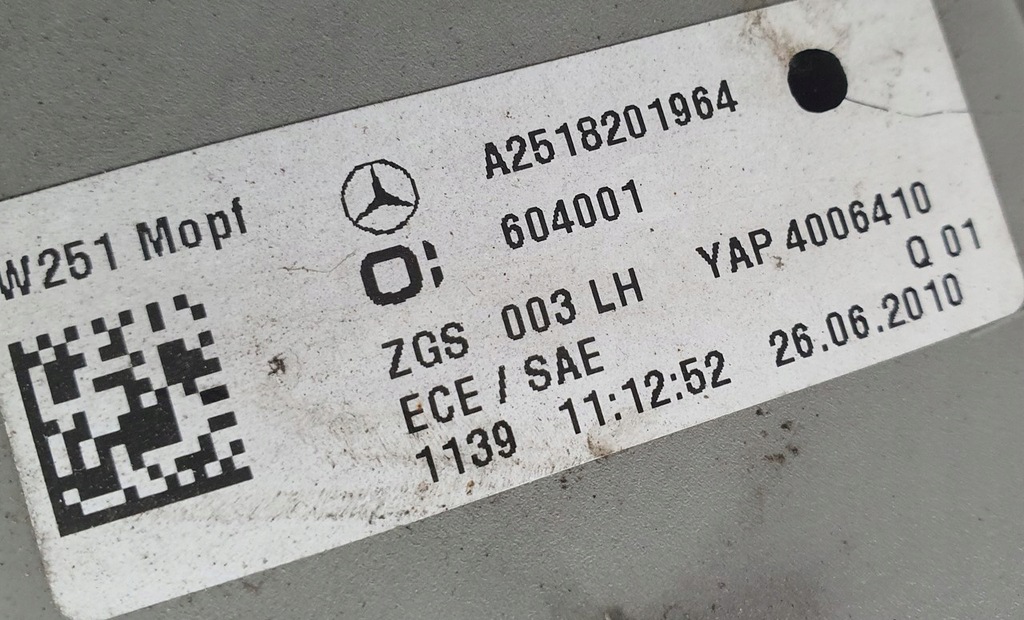 W251 Mopf
A2518201964
604001
ZGS 003 LH YAP 4006410
ECE / SAE Q 01
1139 11:12:52 26.06.2010